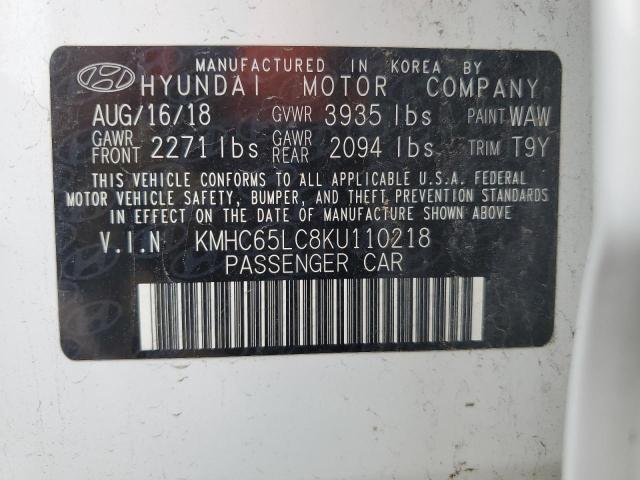 MANUFACTURED IN KOREA BY
HYUNDAI MOTOR COMPANY
AUG/16/18 GVWR 3935 lbs PAINT WAW
GAWR FRONT 2271 lbs GAWR REAR 2094 lbs TRIM T9Y
THIS VEHICLE CONFORMS TO ALL APPLICABLE U.S.A. FEDERAL
MOTOR VEHICLE SAFETY, BUMPER, AND THEFT PREVENTION STANDARDS
IN EFFECT ON THE DATE OF MANUFACTURE SHOWN ABOVE.
V.I.N KMHC65LC8KU110218
PASSENGER CAR